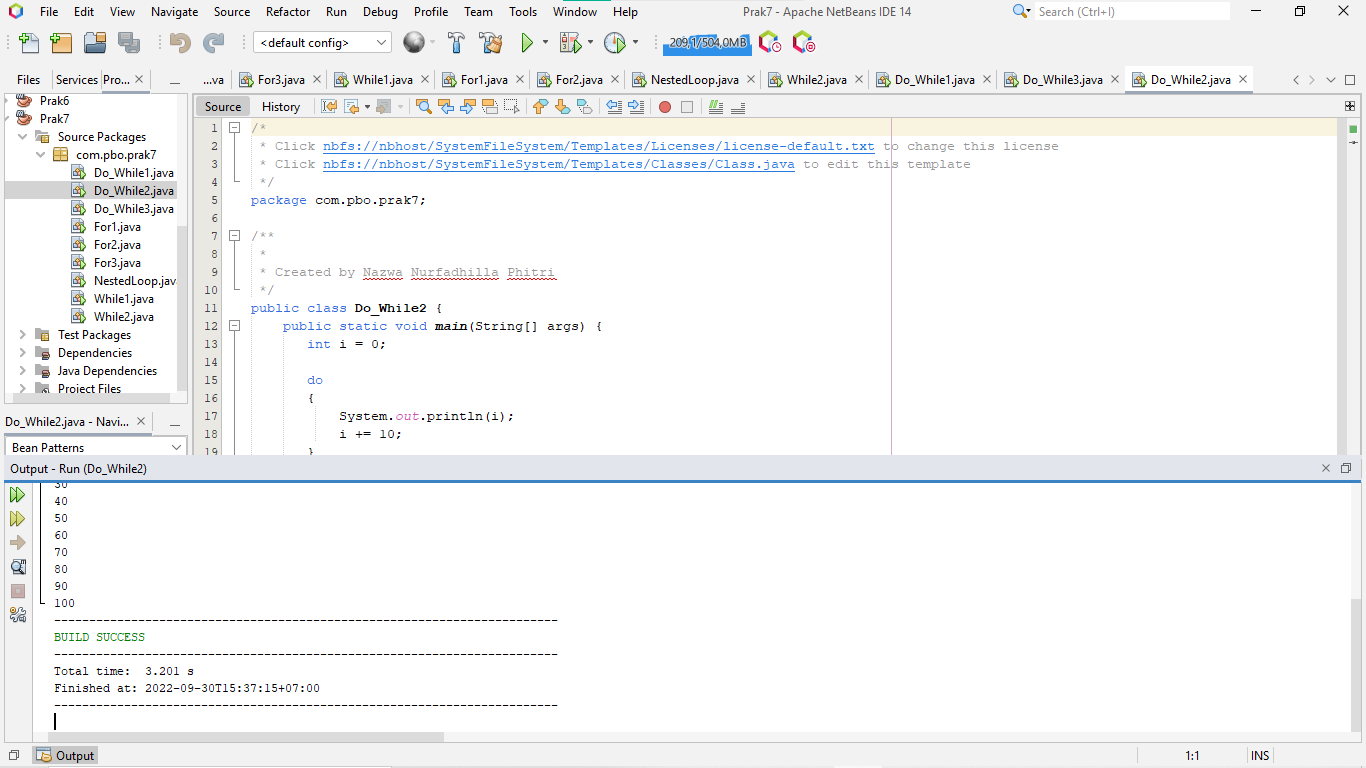 File Edit View Navigate Source Refactor Run Debug Profile Team Tools Window Help
Prak7 - Apache NetBeans IDE 14
Search (Ctrl+I)
<default config>
209,1/504,0MB
Files Services Pro...
...va For3.java While1.java For1.java For2.java NestedLoop.java While2.java Do_While1.java Do_While3.java Do_While2.java
Prak6
Prak7
Source Packages
com.pbo.prak7
Do_While1.java
Do_While2.java
Do_While3.java
For1.java
For2.java
For3.java
NestedLoop.java
While1.java
While2.java
Test Packages
Dependencies
Java Dependencies
Project Files
Do_While2.java - Navi...
Bean Patterns
Source History
1 /*
2 * Click nbfs://nbhost/SystemFileSystem/Templates/Licenses/license-default.txt to change this license
3 * Click nbfs://nbhost/SystemFileSystem/Templates/Classes/Class.java to edit this template
4 */
5 package com.pbo.prak7;
6
7 /**
8 *
9 * Created by Nazwa Nurfadhilla Phitri
10 */
11 public class Do_While2 {
12 public static void main(String[] args) {
13 int i = 0;
14
15 do
16 {
17 System.out.println(i);
18 i += 10;
19 }
Output - Run (Do_While2)
30
40
50
60
70
80
90
100
------------------------------------------------------------------------
BUILD SUCCESS
------------------------------------------------------------------------
Total time:  3.201 s
Finished at: 2022-09-30T15:37:15+07:00
------------------------------------------------------------------------
Output
1:1 INS